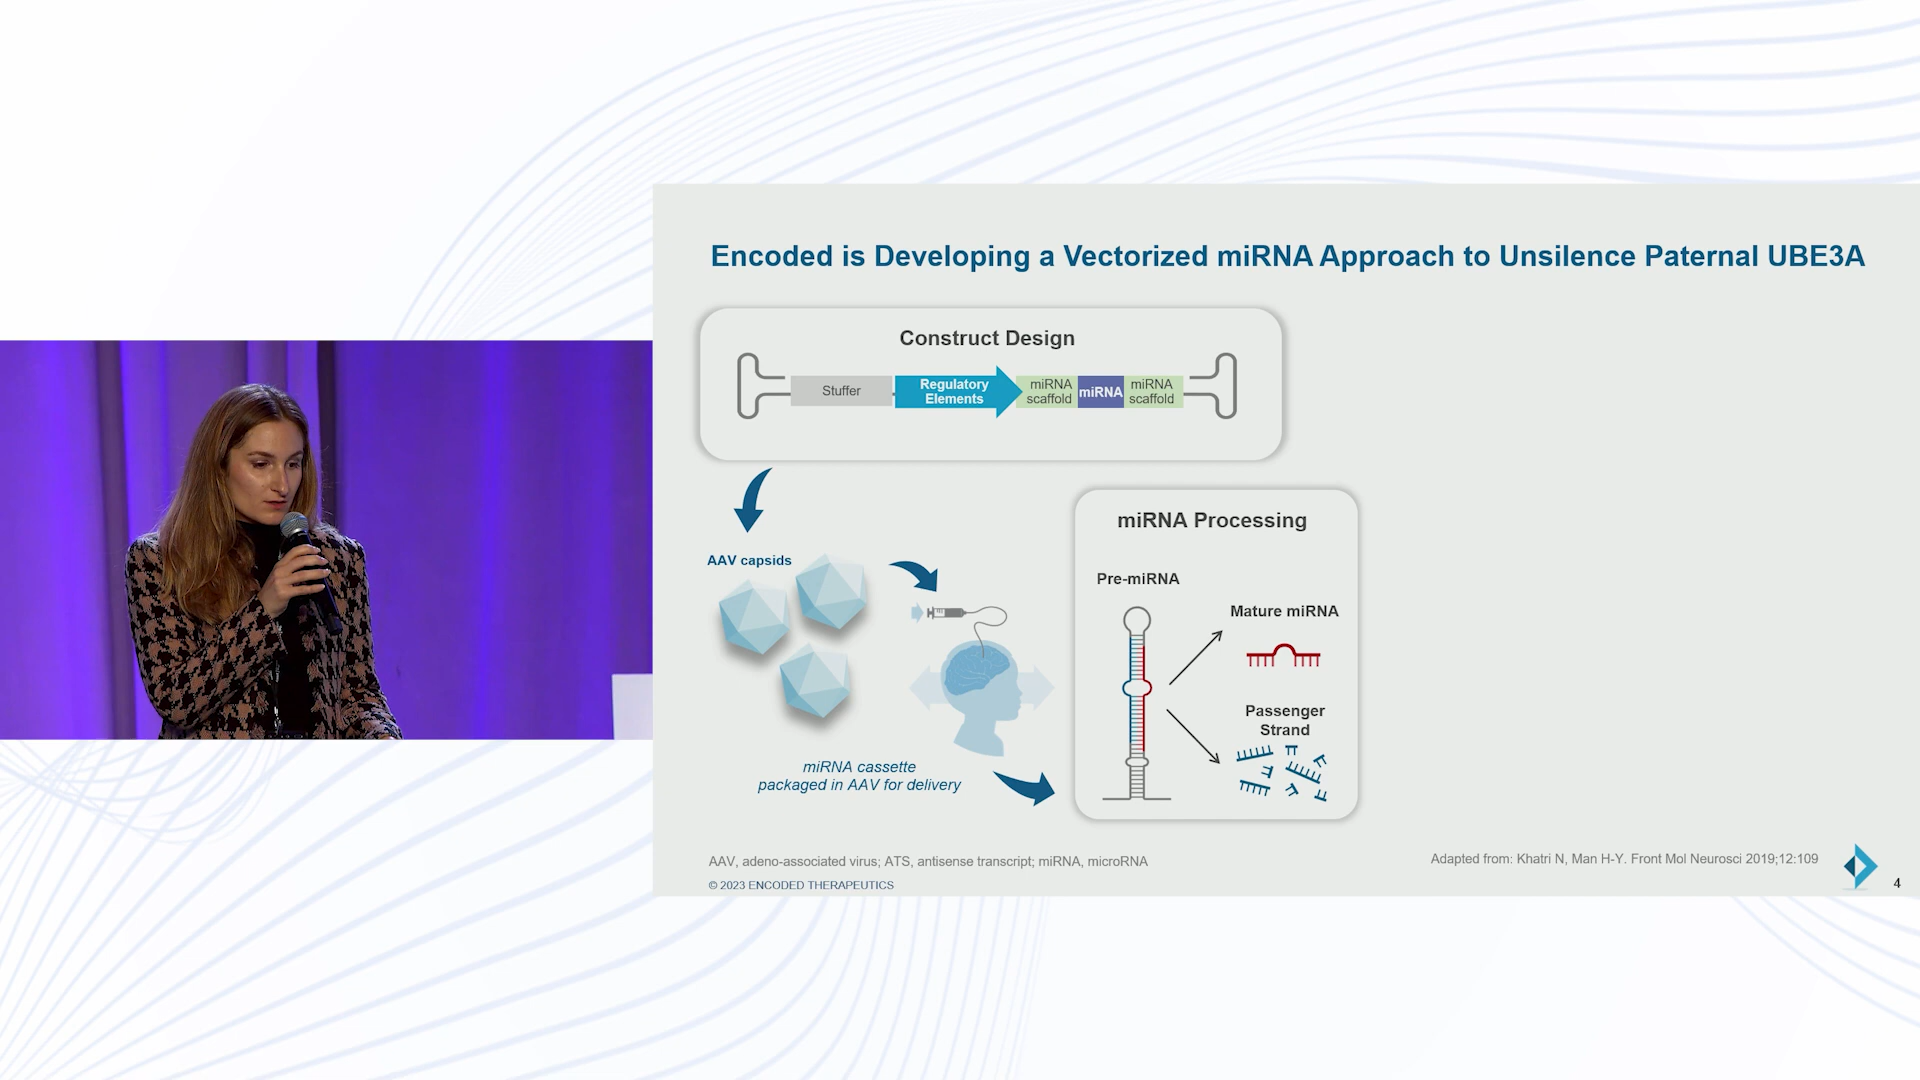 Encoded is Developing a Vectorized miRNA Approach to Unsilence Paternal UBE3A
Construct Design
Stuffer
Regulatory
Elements
miRNA
scaffold
miRNA
miRNA
scaffold
AAV capsids
miRNA cassette
packaged in AAV for delivery
miRNA Processing
Pre-miRNA
Mature miRNA
Passenger
Strand
AAV, adeno-associated virus; ATS, antisense transcript; miRNA, microRNA
© 2023 ENCODED THERAPEUTICS
Adapted from: Khatri N, Man H-Y. Front Mol Neurosci 2019;12:109
4